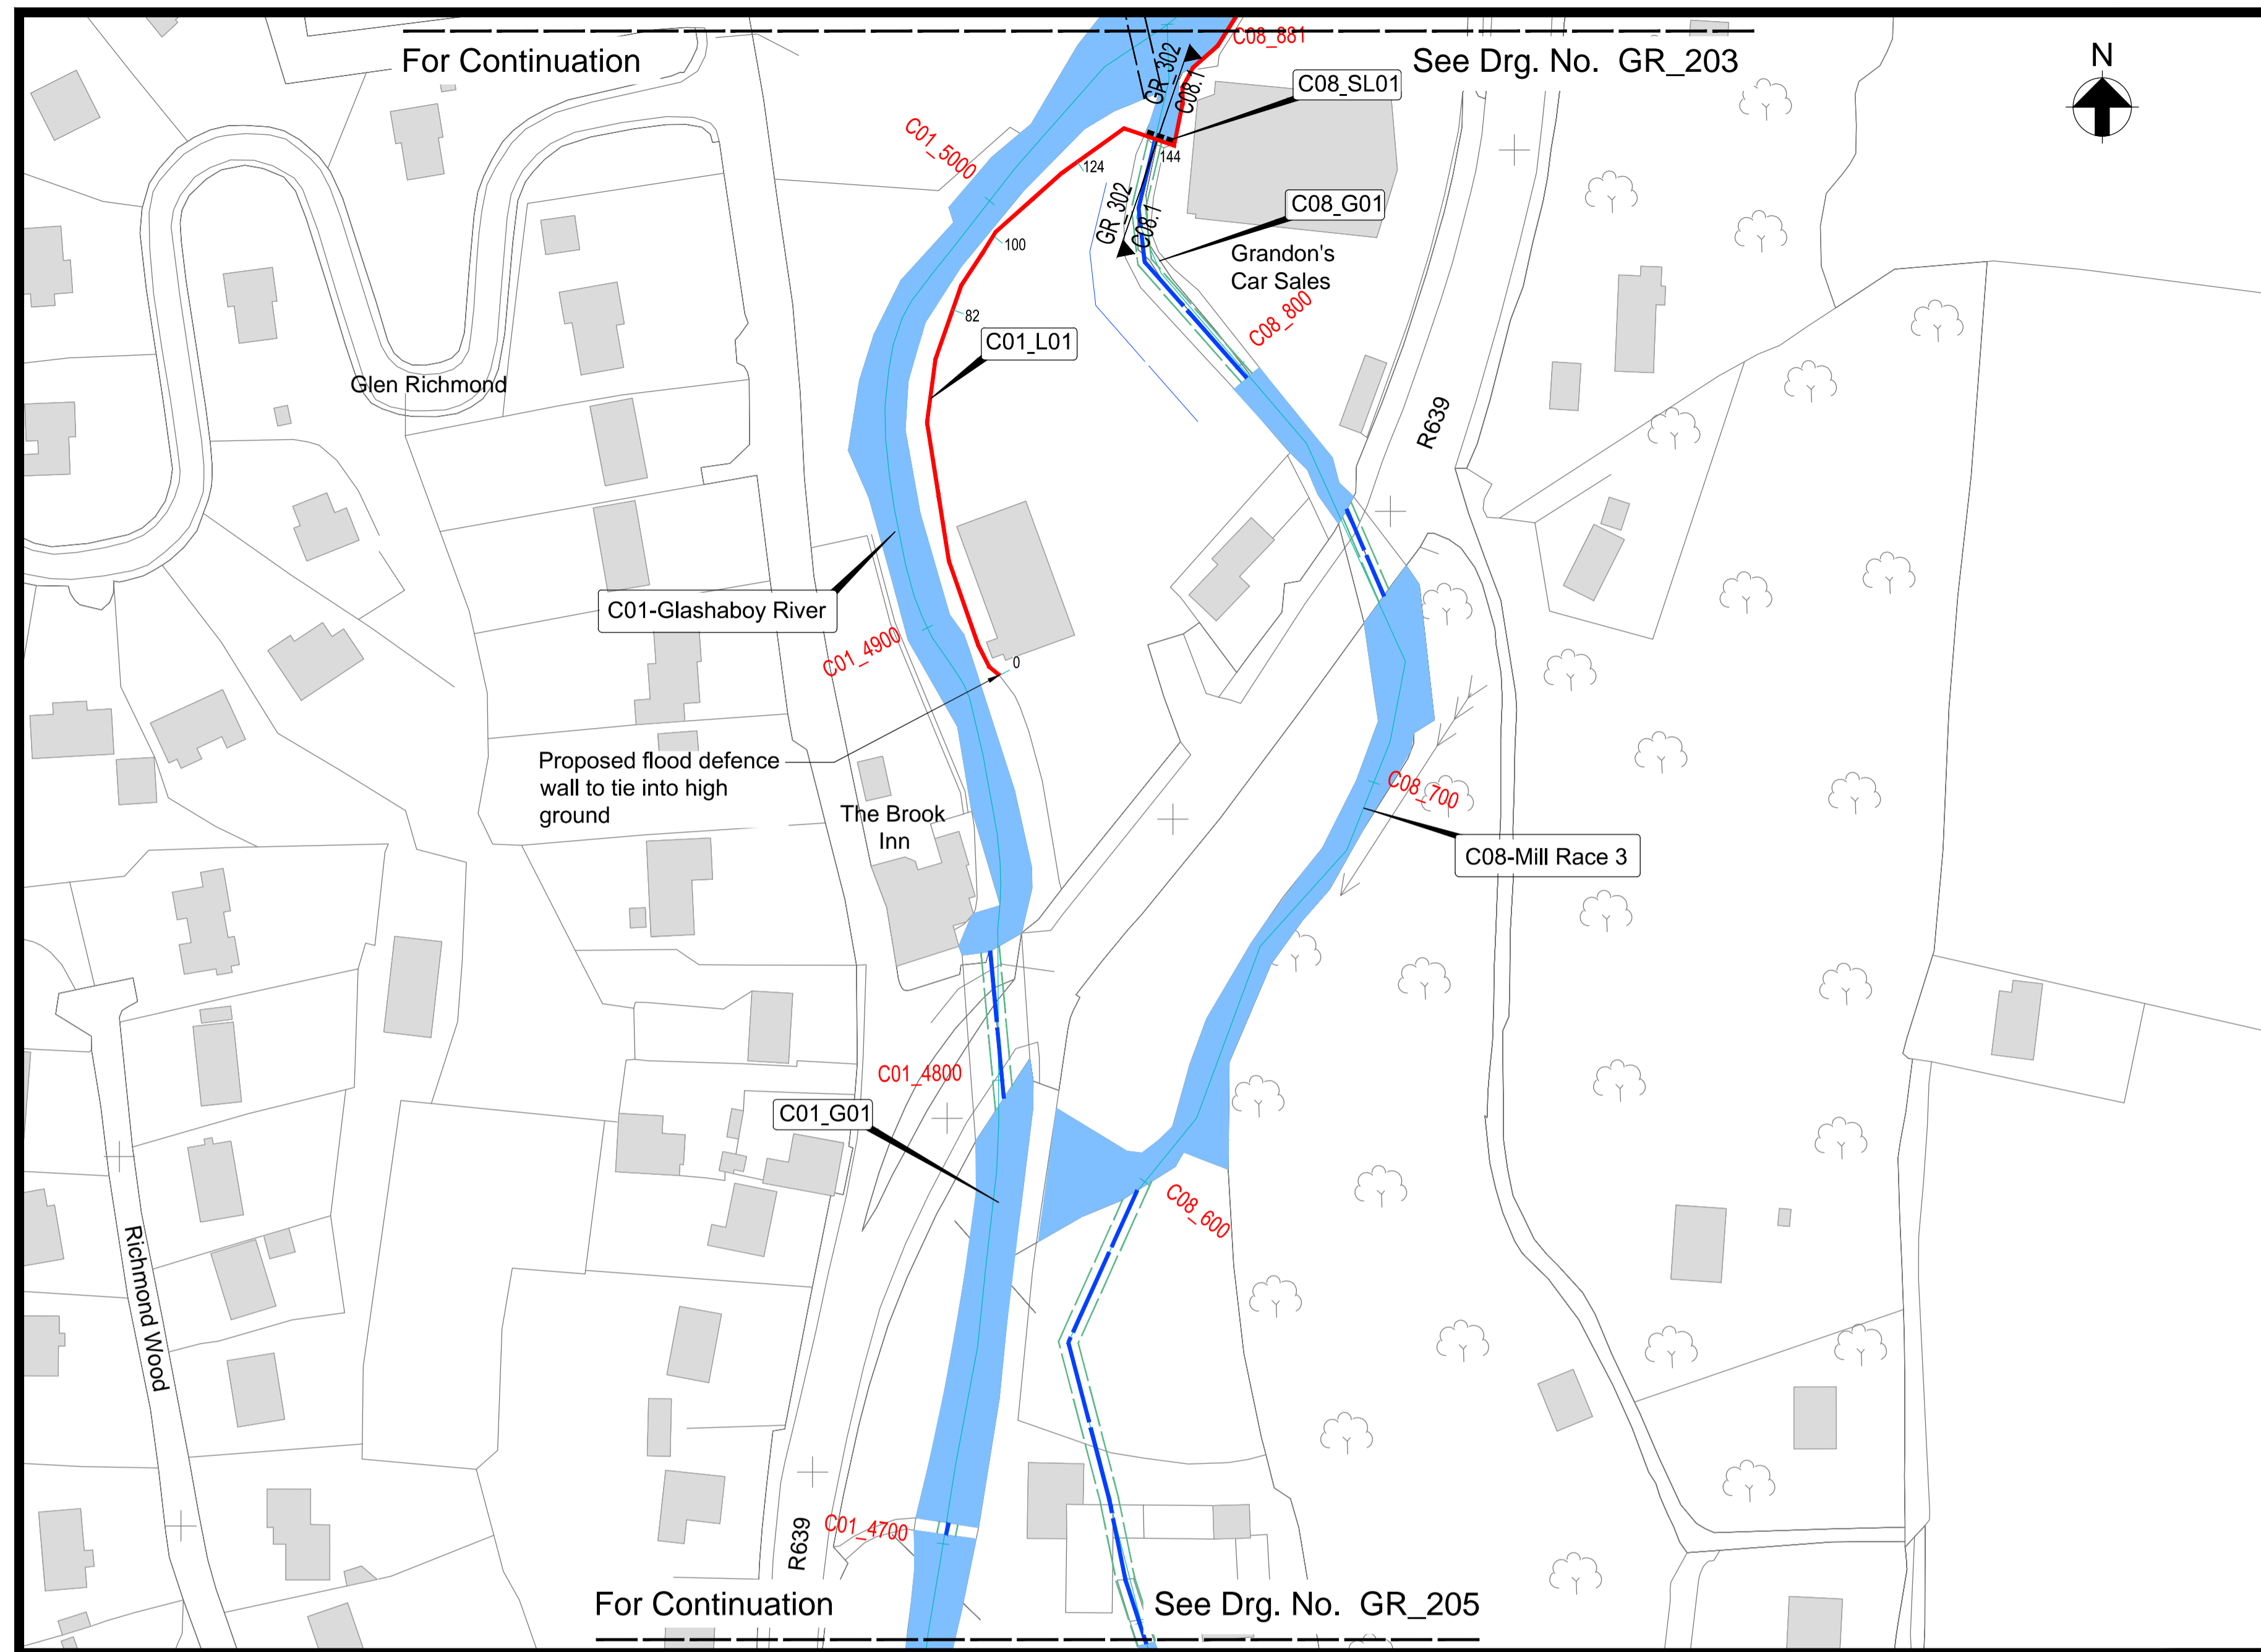 For Continuation
See Drg. No. GR_203
N
C08_881
GR_302
C08.1
C08_SL01
C01_5000
124
144
GR_302
C08.1
C08_G01
100
Grandon's
Car Sales
82
C08_800
C01_L01
Glen Richmond
R639
C01-Glashaboy River
C01_4900
0
Proposed flood defence
wall to tie into high
ground
The Brook
Inn
C08_700
C08-Mill Race 3
C01_4800
C01_G01
C08_600
Richmond Wood
R639
C01_4700
For Continuation
See Drg. No. GR_205